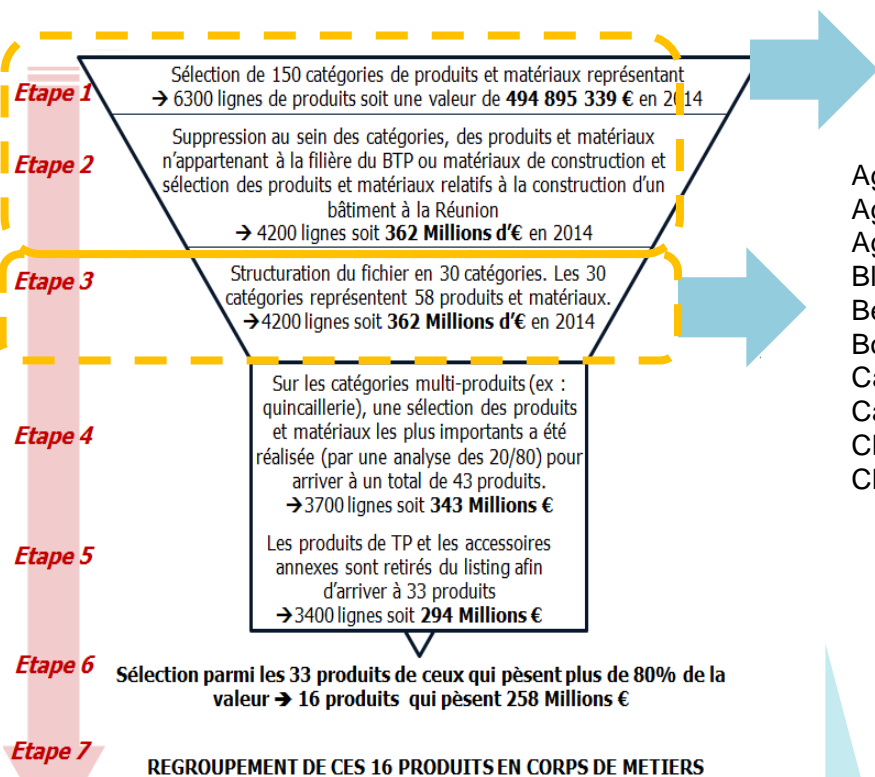 Etape 1
Sélection de 150 catégories de produits et matériaux représentant
→ 6300 lignes de produits soit une valeur de 494 895 339 € en 2014
Etape 2
Suppression au sein des catégories, des produits et matériaux
n'appartenant à la filière du BTP ou matériaux de construction et
sélection des produits et matériaux relatifs à la construction d'un
bâtiment à la Réunion
→ 4200 lignes soit 362 Millions d'€ en 2014
Etape 3
Structuration du fichier en 30 catégories. Les 30
catégories représentent 58 produits et matériaux.
→4200 lignes soit 362 Millions d'€ en 2014
Etape 4
Sur les catégories multi-produits (ex :
quincaillerie), une sélection des produits
et matériaux les plus importants a été
réalisée (par une analyse des 20/80) pour
arriver à un total de 43 produits.
→3700 lignes soit 343 Millions €
Etape 5
Les produits de TP et les accessoires
annexes sont retirés du listing afin
d'arriver à 33 produits
→3400 lignes soit 294 Millions €
Etape 6
Sélection parmi les 33 produits de ceux qui pèsent plus de 80% de la
valeur → 16 produits qui pèsent 258 Millions €
Etape 7
REGROUPEMENT DE CES 16 PRODUITS EN CORPS DE METIERS